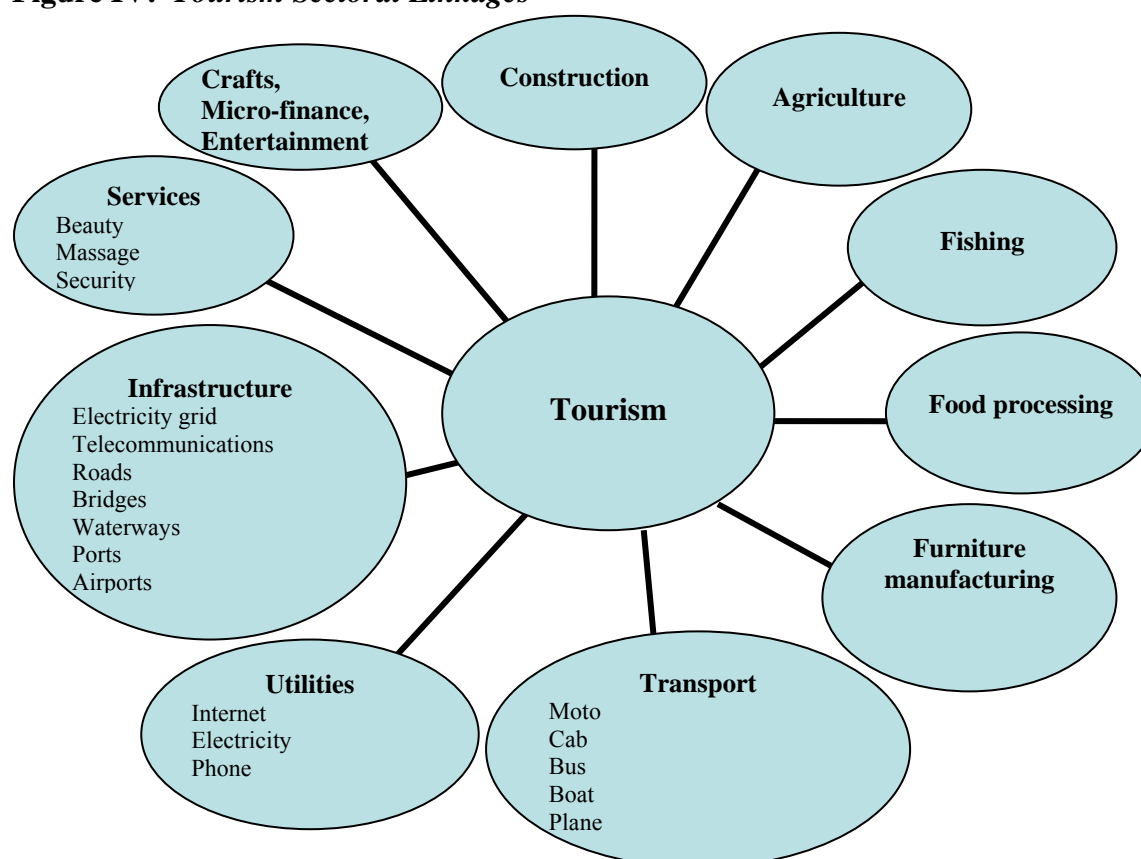 Figure IV: Tourism Sectoral Linkages
Crafts,
Micro-finance,
Entertainment
Construction
Agriculture
Services
Beauty
Massage
Security
Fishing
Infrastructure
Electricity grid
Telecommunications
Roads
Bridges
Waterways
Ports
Airports
Tourism
Food processing
Furniture
manufacturing
Utilities
Internet
Electricity
Phone
Transport
Moto
Cab
Bus
Boat
Plane